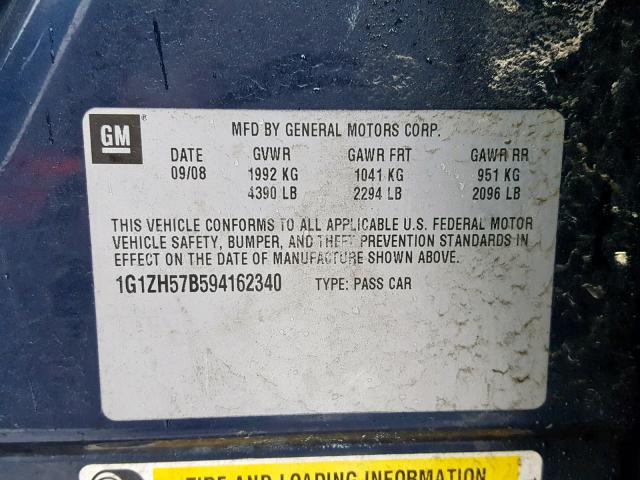 GM
MFD BY GENERAL MOTORS CORP.
DATE GVWR GAWR FRT GAWR RR
09/08 1992 KG 1041 KG 951 KG
4390 LB 2294 LB 2096 LB
THIS VEHICLE CONFORMS TO ALL APPLICABLE U.S. FEDERAL MOTOR
VEHICLE SAFETY, BUMPER, AND THEFT PREVENTION STANDARDS IN
EFFECT ON THE DATE OF MANUFACTURE SHOWN ABOVE.
1G1ZH57B594162340 TYPE: PASS CAR
TIRE AND LOADING INFORMATION